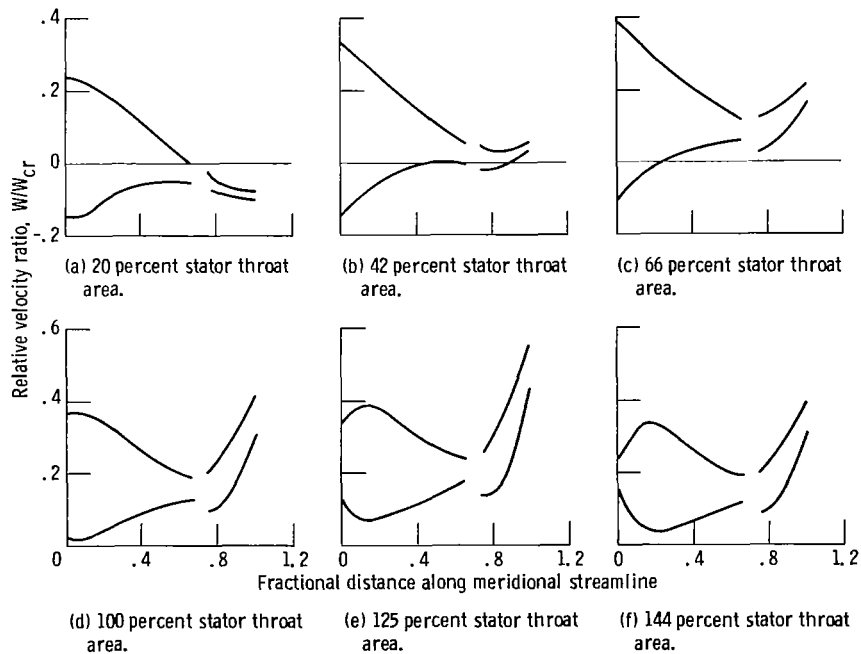 .4
.2
0
-.2
(a) 20 percent stator throat
area.
(b) 42 percent stator throat
area.
(c) 66 percent stator throat
area.
Relative velocity ratio, W/Wcr
.6
.4
.2
0 .4 .8 1.2
0 .4 .8 1.2
0 .4 .8 1.2
Fractional distance along meridional streamline
(d) 100 percent stator throat
area.
(e) 125 percent stator throat
area.
(f) 144 percent stator throat
area.